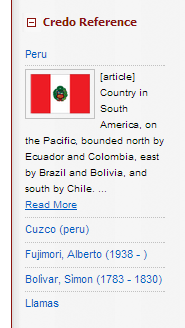 Credo Reference
Peru
[article]
Country in
South
America, on
the Pacific, bounded north by
Ecuador and Colombia, east
by Brazil and Bolivia, and
south by Chile. ...
Read More
Cuzco (peru)
Fujimori, Alberto (1938 - )
Bolivar, Simon (1783 - 1830)
Llamas